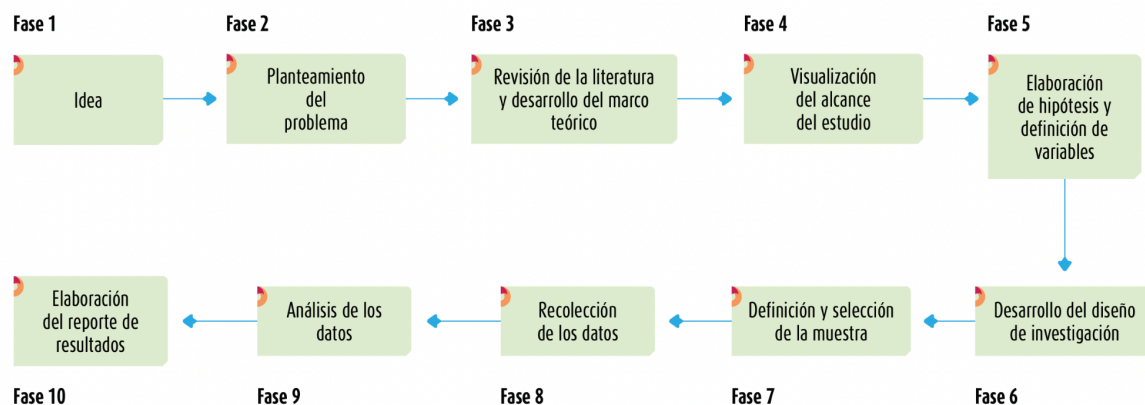 Fase 1
Idea
Fase 2
Planteamiento
del
problema
Fase 3
Revisión de la literatura
y desarrollo del marco
teórico
Fase 4
Visualización
del alcance
del estudio
Fase 5
Elaboración
de hipótesis y
definición de
variables
Desarrollo del diseño
de investigación
Fase 6
Definición y selección
de la muestra
Fase 7
Recolección
de los datos
Fase 8
Análisis de los
datos
Fase 9
Elaboración
del reporte de
resultados
Fase 10